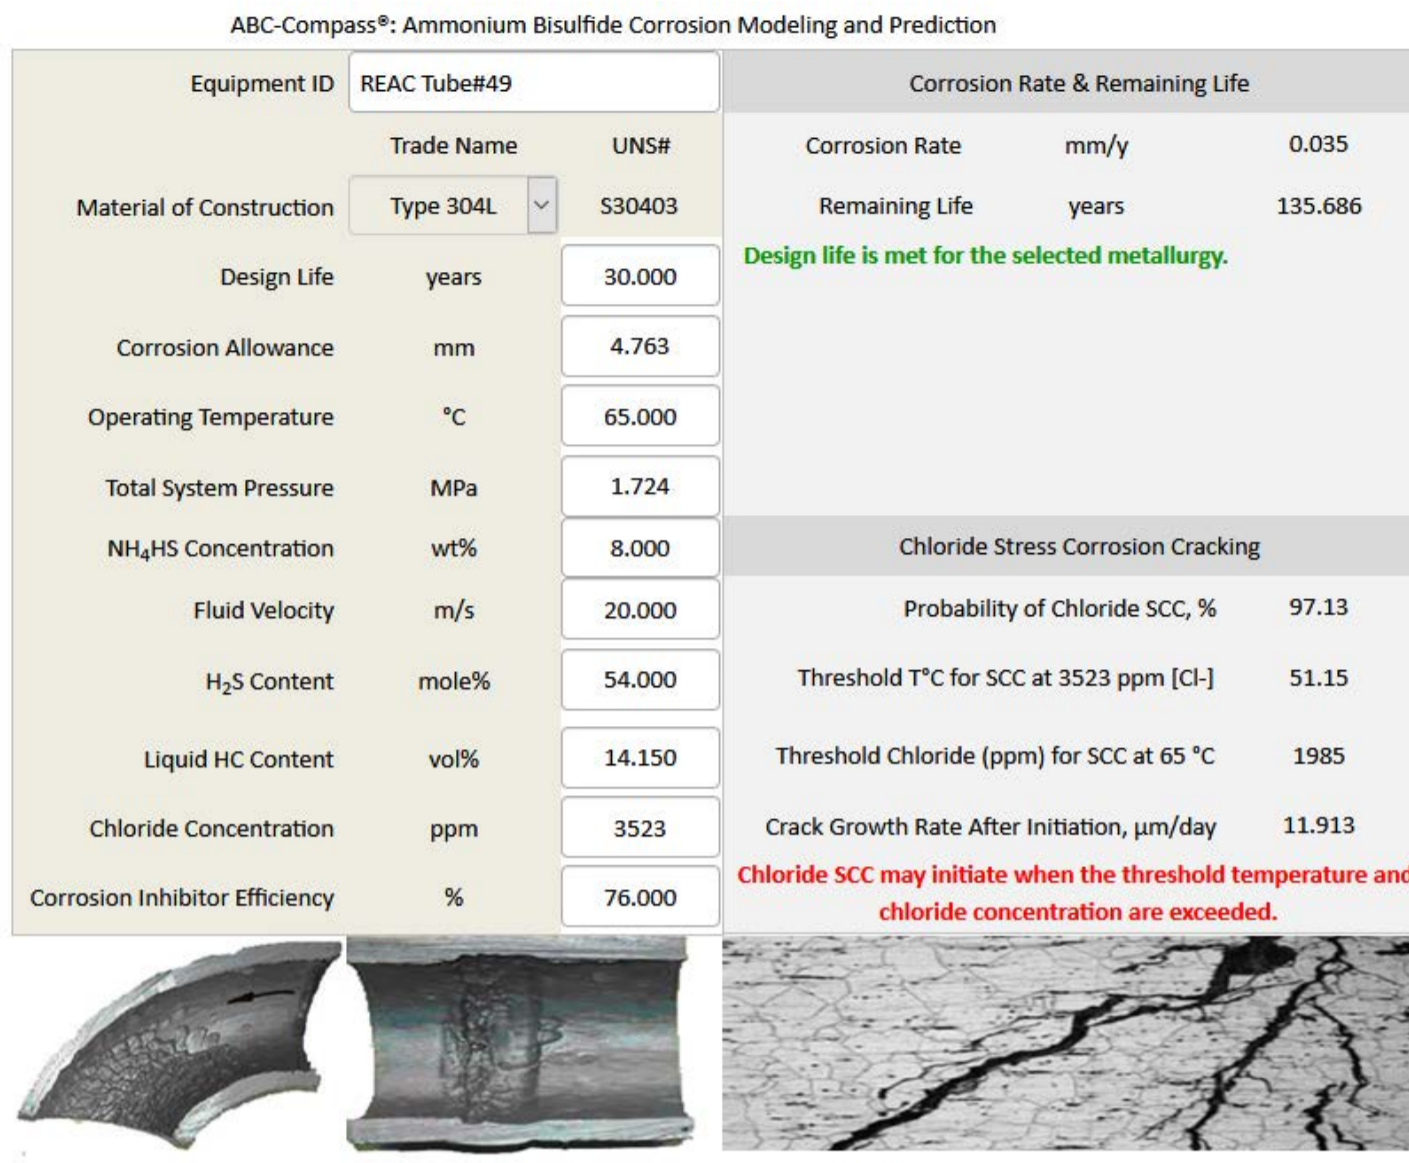 ABC-Compass®: Ammonium Bisulfide Corrosion Modeling and Prediction
Equipment ID REAC Tube#49
Trade Name UNS#
Material of Construction Type 304L S30403
Design Life years 30.000
Corrosion Allowance mm 4.763
Operating Temperature °C 65.000
Total System Pressure MPa 1.724
NH₄HS Concentration wt% 8.000
Fluid Velocity m/s 20.000
H₂S Content mole% 54.000
Liquid HC Content vol% 14.150
Chloride Concentration ppm 3523
Corrosion Inhibitor Efficiency % 76.000
Corrosion Rate & Remaining Life
Corrosion Rate mm/y 0.035
Remaining Life years 135.686
Design life is met for the selected metallurgy.
Chloride Stress Corrosion Cracking
Probability of Chloride SCC, % 97.13
Threshold T°C for SCC at 3523 ppm [Cl-] 51.15
Threshold Chloride (ppm) for SCC at 65 °C 1985
Crack Growth Rate After Initiation, µm/day 11.913
Chloride SCC may initiate when the threshold temperature and
chloride concentration are exceeded.